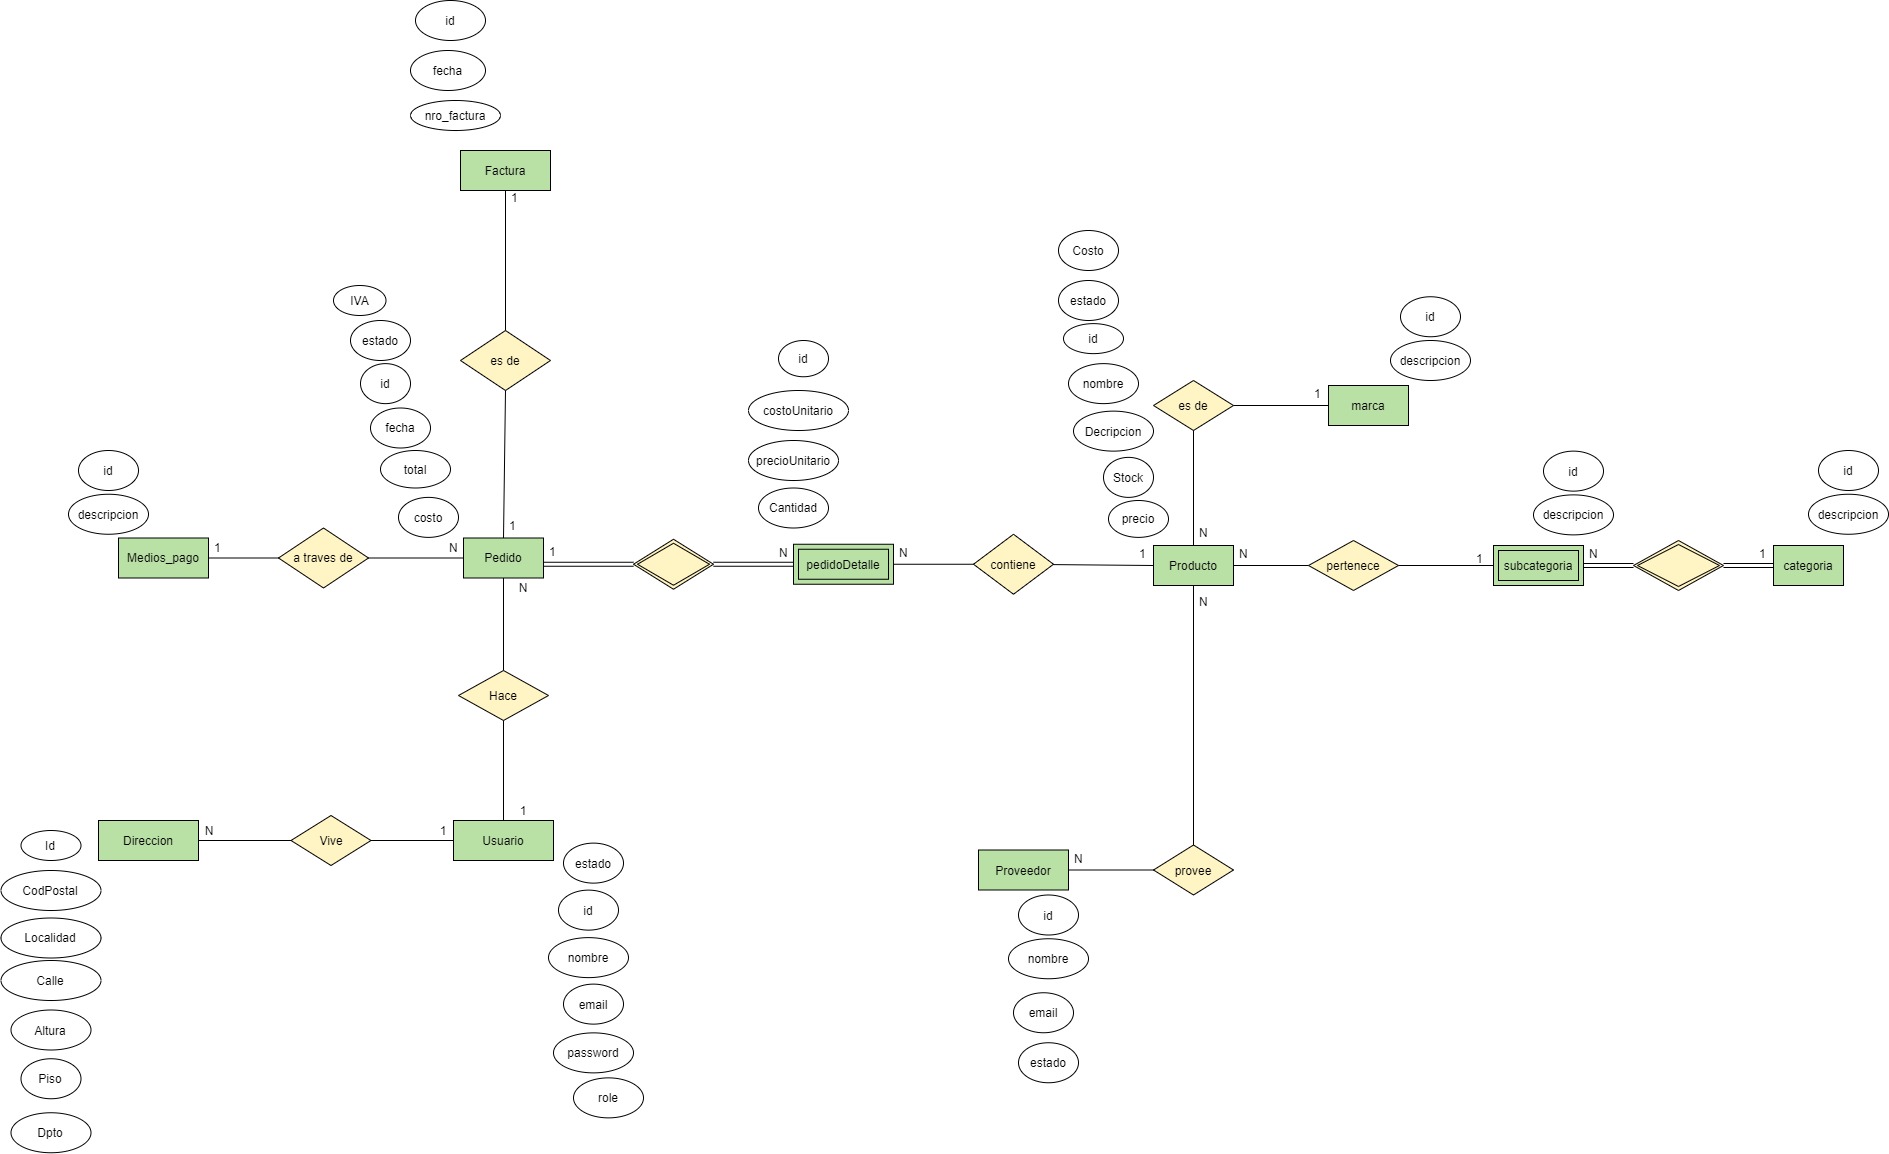 id
fecha
nro_factura
Factura
1
es de
1
IVA
estado
id
fecha
total
costo
id
descripcion
Medios_pago
1
a traves de
N
Pedido
1
N
N
pedidoDetalle
N
id
costoUnitario
precioUnitario
Cantidad
contiene
1
Producto
N
N
N
Costo
estado
id
nombre
Decripcion
Stock
precio
es de
1
marca
id
descripcion
pertenece
1
subcategoria
N
id
descripcion
1
categoria
id
descripcion
Hace
1
Usuario
1
Vive
N
Direccion
Id
CodPostal
Localidad
Calle
Altura
Piso
Dpto
estado
id
nombre
email
password
role
provee
N
Proveedor
id
nombre
email
estado